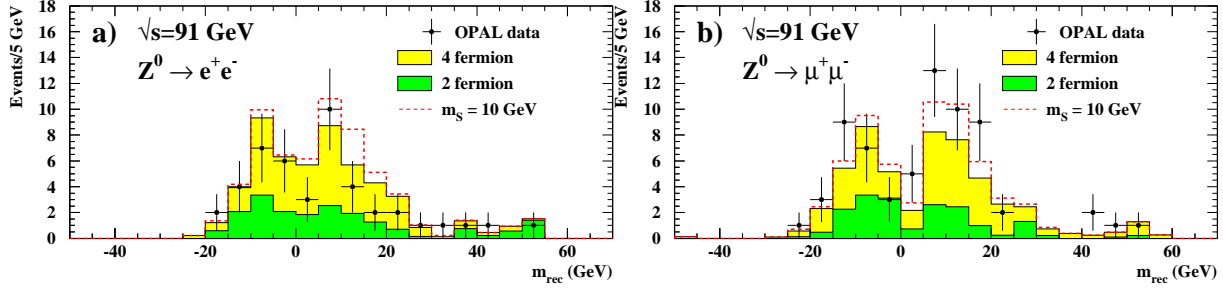 Events/5 GeV
18
16
14
12
10
8
6
4
2
0
a)
√s=91 GeV
Z⁰ → e⁺e⁻
OPAL data
4 fermion
2 fermion
m_S = 10 GeV
-40 -20 0 20 40 60
m_rec (GeV)
Events/5 GeV
18
16
14
12
10
8
6
4
2
0
b)
√s=91 GeV
Z⁰ → μ⁺μ⁻
OPAL data
4 fermion
2 fermion
m_S = 10 GeV
-40 -20 0 20 40 60
m_rec (GeV)